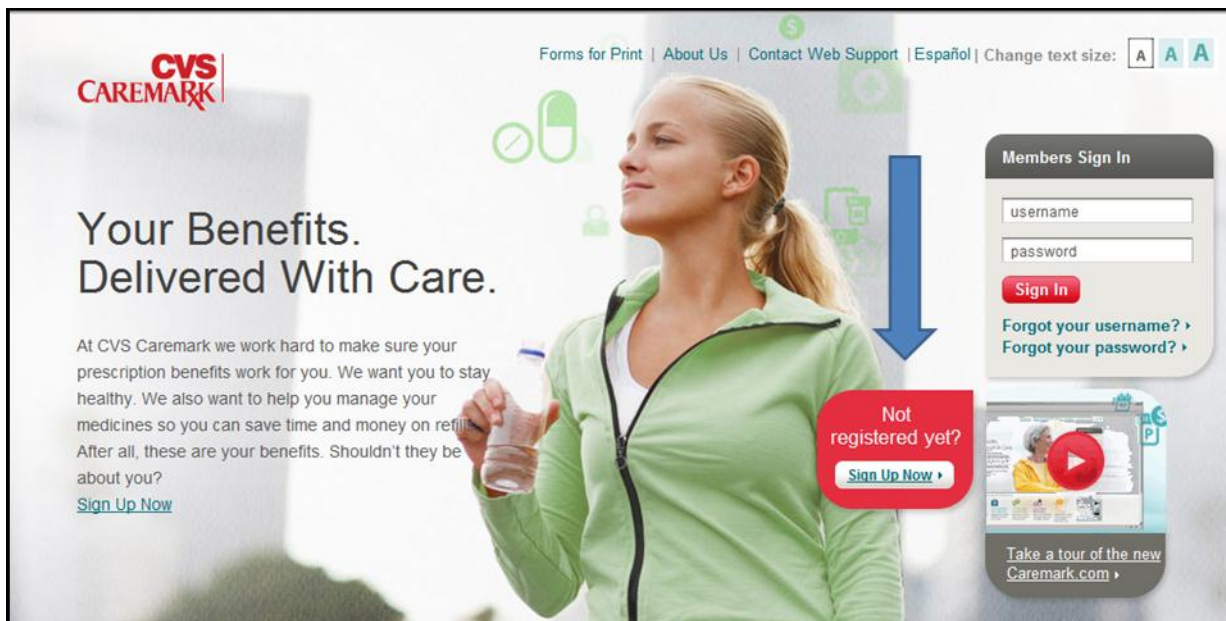 CVS
CAREMARK
Forms for Print | About Us | Contact Web Support | Español | Change text size: A A A
Your Benefits.
Delivered With Care.
At CVS Caremark we work hard to make sure your
prescription benefits work for you. We want you to stay
healthy. We also want to help you manage your
medicines so you can save time and money on refills.
After all, these are your benefits. Shouldn't they be
about you?
Sign Up Now
Not
registered yet?
Sign Up Now
Members Sign In
username
password
Sign In
Forgot your username?
Forgot your password?
Take a tour of the new
Caremark.com